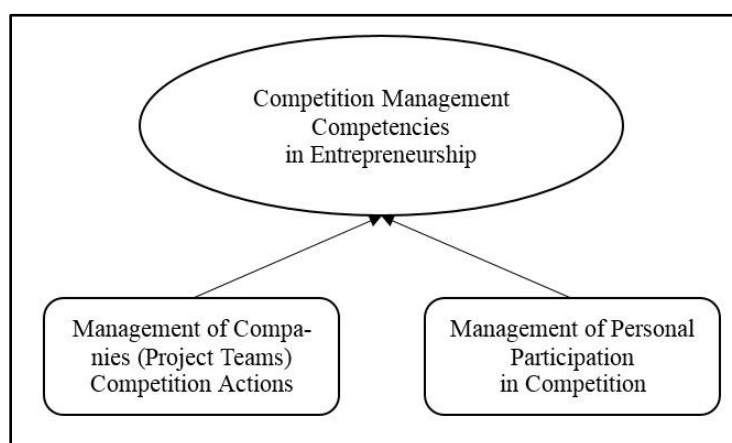 Competition Management
Competencies
in Entrepreneurship
Management of Compa-
nies (Project Teams)
Competition Actions
Management of Personal
Participation
in Competition